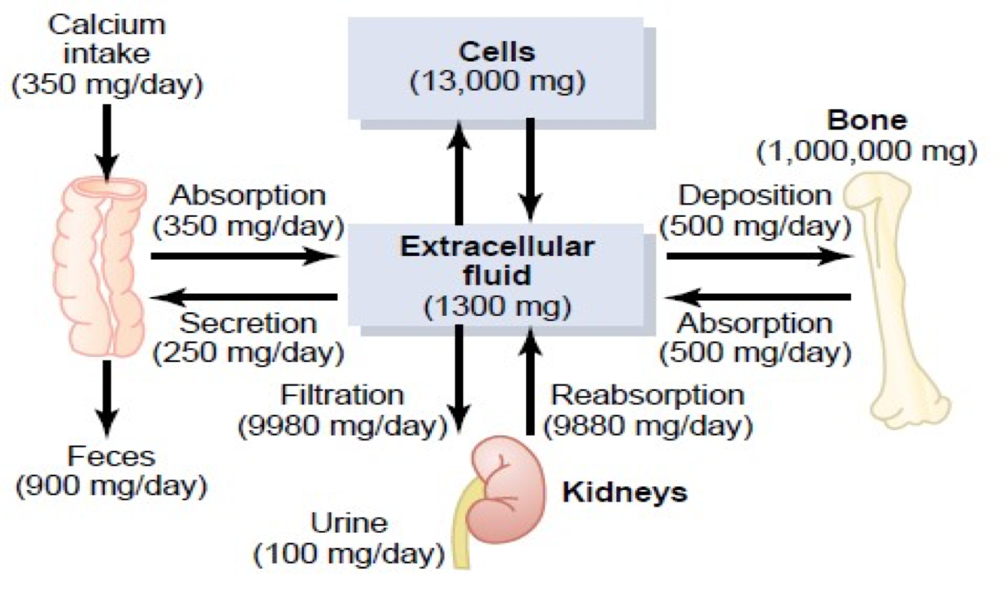 Calcium
intake
(350 mg/day)
Cells
(13,000 mg)
Bone
(1,000,000 mg)
Absorption
(350 mg/day)
Deposition
(500 mg/day)
Extracellular
fluid
(1300 mg)
Secretion
(250 mg/day)
Absorption
(500 mg/day)
Filtration
(9980 mg/day)
Reabsorption
(9880 mg/day)
Feces
(900 mg/day)
Kidneys
Urine
(100 mg/day)